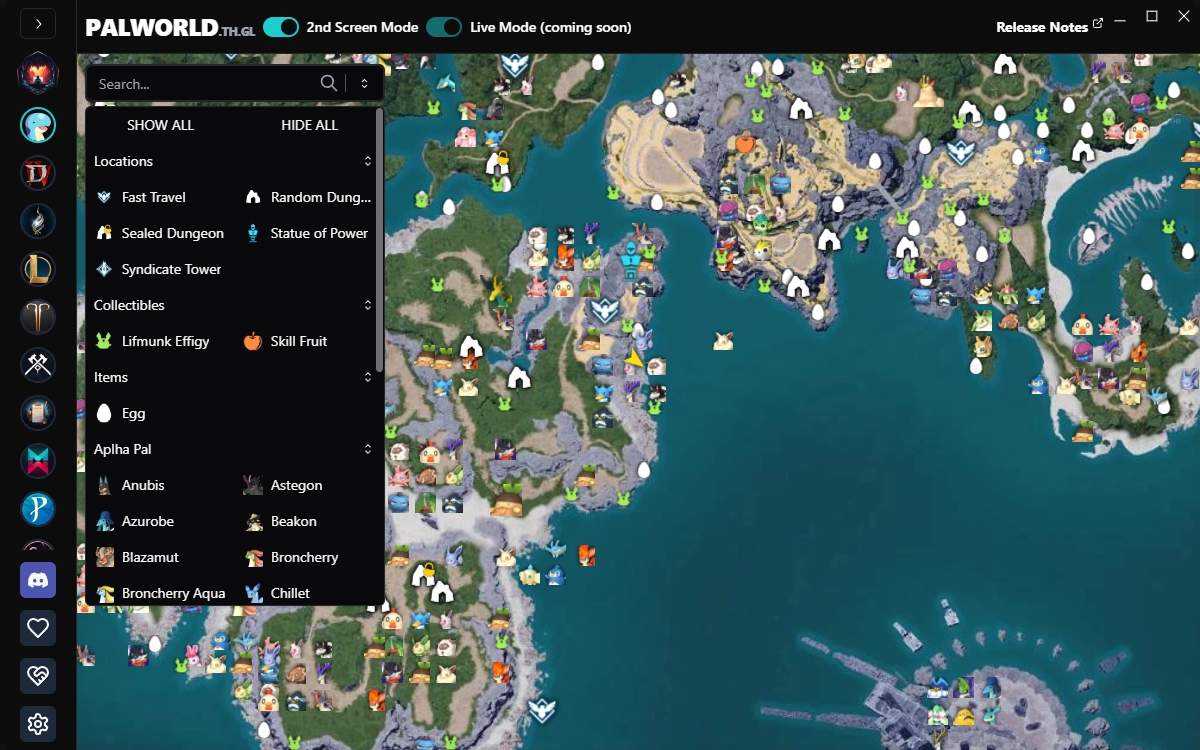 PALWORLD.TH.GL 2nd Screen Mode Live Mode (coming soon) Release Notes
Search...
SHOW ALL HIDE ALL
Locations
Fast Travel Random Dung...
Sealed Dungeon Statue of Power
Syndicate Tower
Collectibles
Lifmunk Effigy Skill Fruit
Items
Egg
Aplha Pal
Anubis Astegon
Azurobe Beakon
Blazamut Broncherry
Broncherry Aqua Chillet